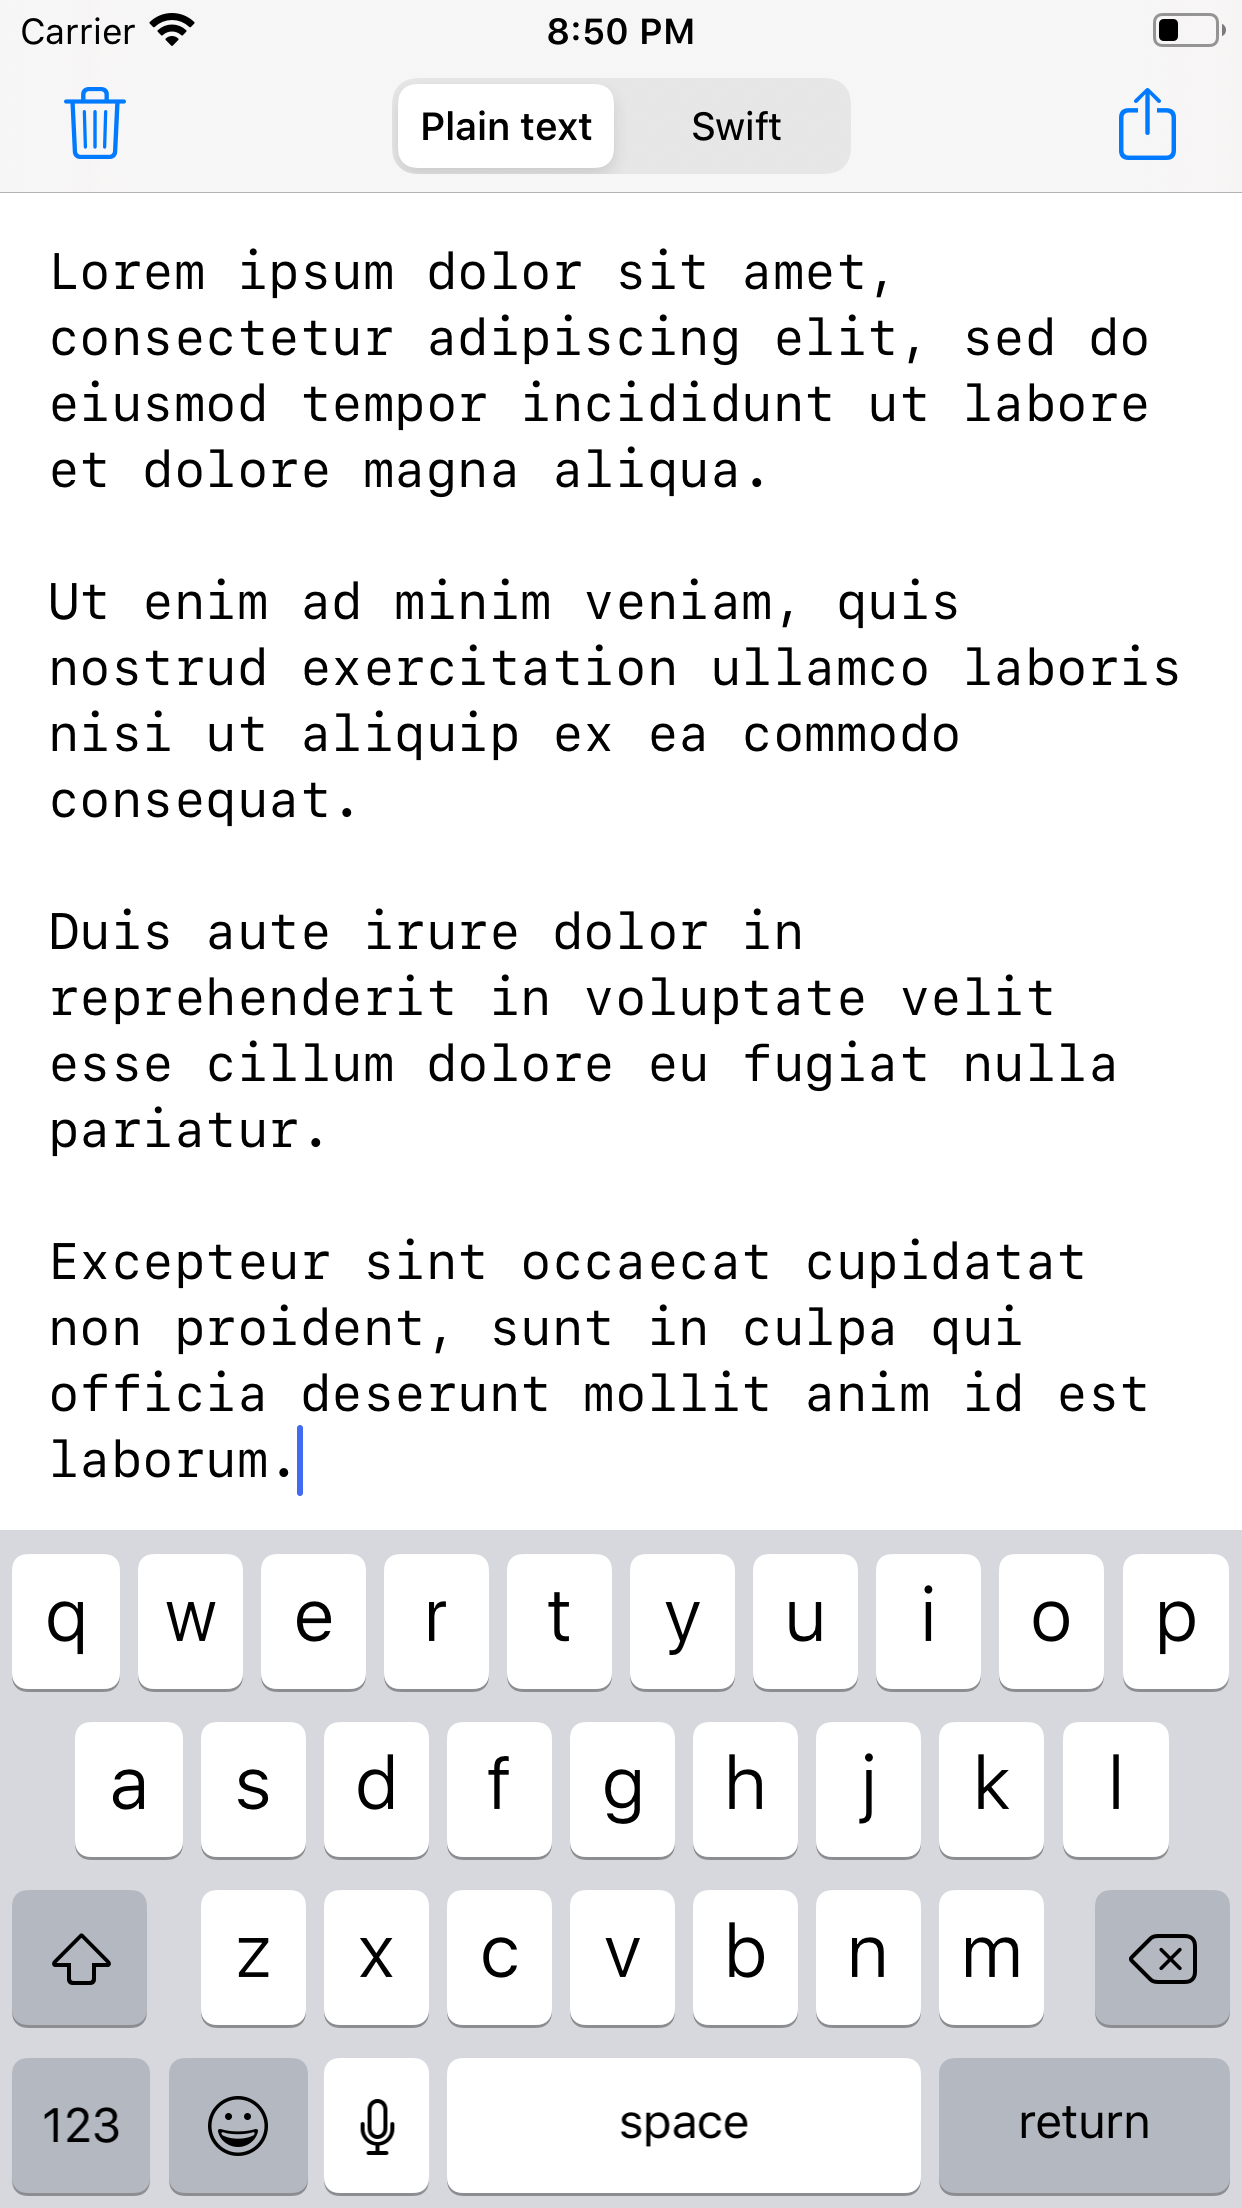 Carrier 8:50 PM
Plain text Swift
Lorem ipsum dolor sit amet,
consectetur adipiscing elit, sed do
eiusmod tempor incididunt ut labore
et dolore magna aliqua.
Ut enim ad minim veniam, quis
nostrud exercitation ullamco laboris
nisi ut aliquip ex ea commodo
consequat.
Duis aute irure dolor in
reprehenderit in voluptate velit
esse cillum dolore eu fugiat nulla
pariatur.
Excepteur sint occaecat cupidatat
non proident, sunt in culpa qui
officia deserunt mollit anim id est
laborum.
q w e r t y u i o p
a s d f g h j k l
z x c v b n m
123 space return